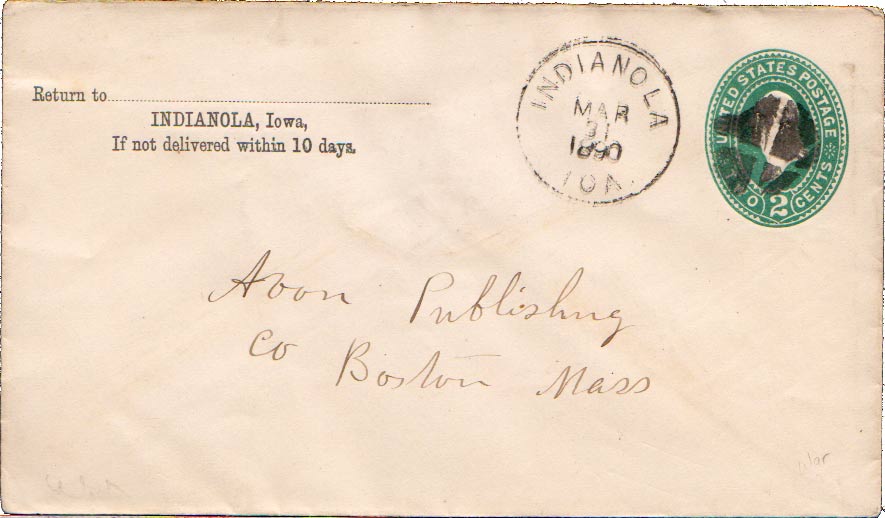 Return to
INDIANOLA, Iowa,
If not delivered within 10 days.
INDIANOLA
MAR
31
1890
IOA.
UNITED STATES POSTAGE
2 CENTS
Avon Publishing
Co Boston Mass